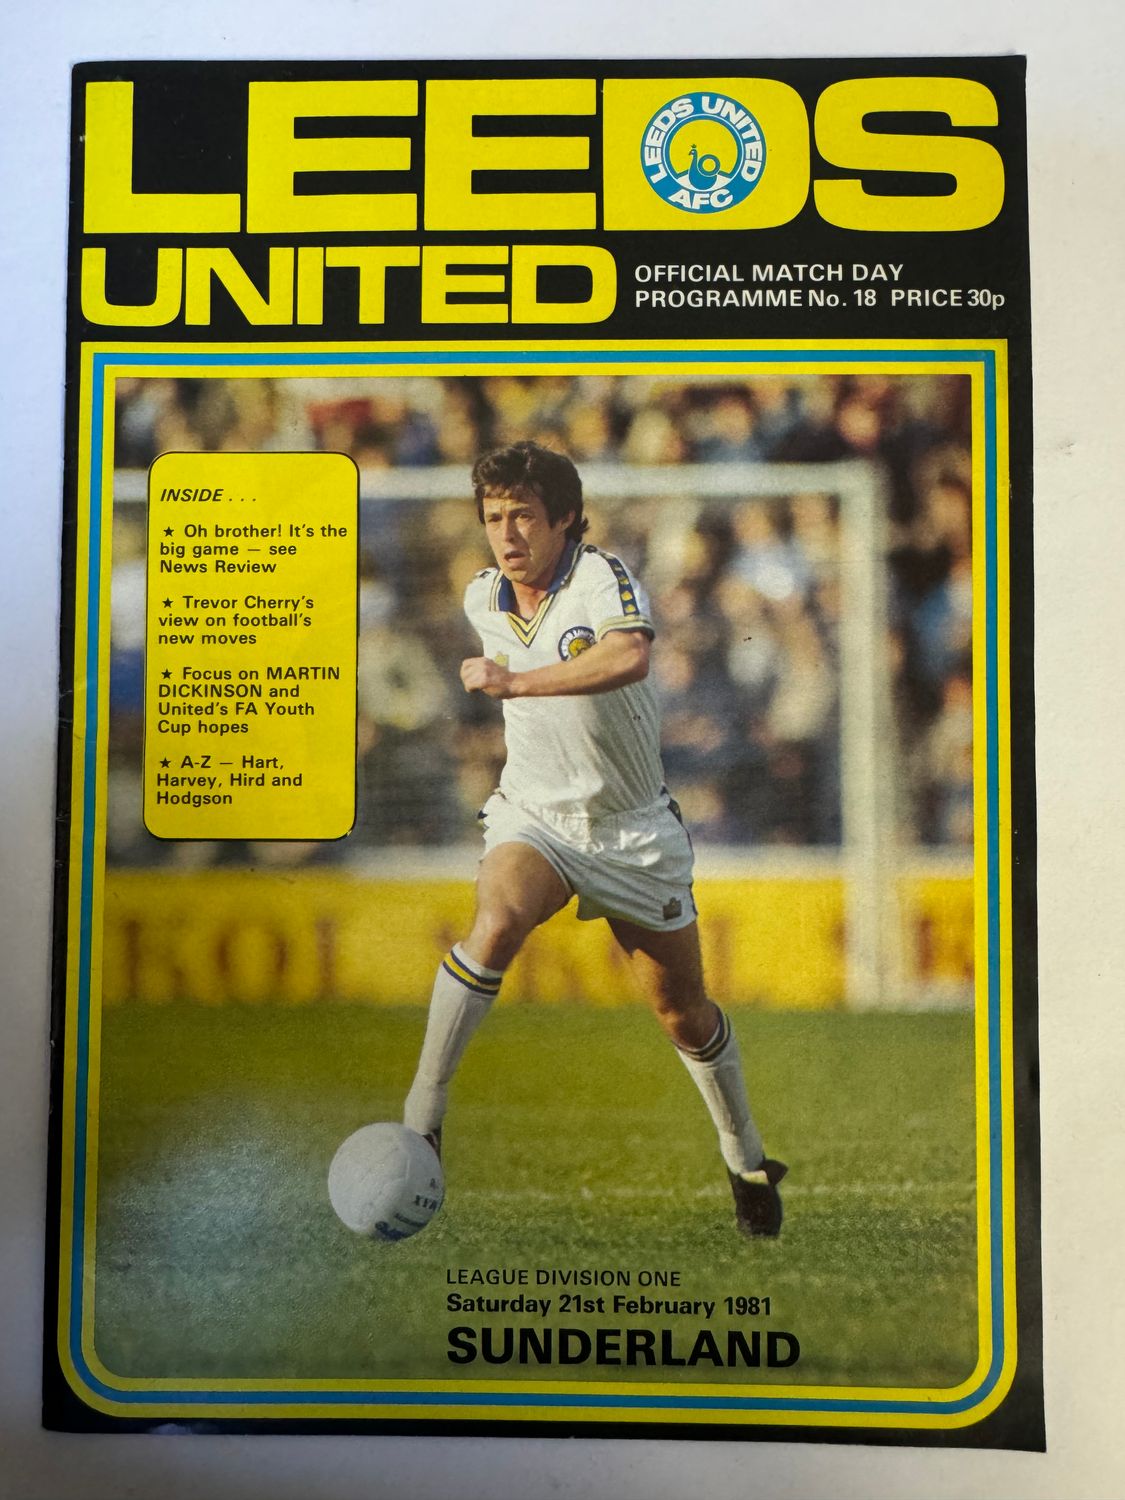 LEEDS
LEEDS UNITED
AFC
UNITED
OFFICIAL MATCH DAY
PROGRAMME No. 18 PRICE 30p
INSIDE . . .
★ Oh brother! It's the
big game — see
News Review
★ Trevor Cherry's
view on football's
new moves
★ Focus on MARTIN
DICKINSON and
United's FA Youth
Cup hopes
★ A-Z — Hart,
Harvey, Hird and
Hodgson
LEAGUE DIVISION ONE
Saturday 21st February 1981
SUNDERLAND